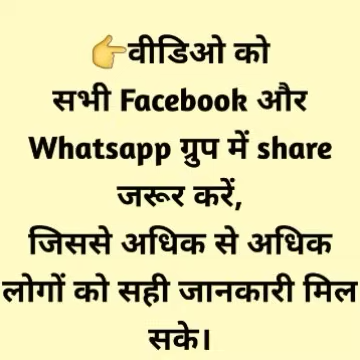 👉वीडिओ को
सभी Facebook और
Whatsapp ग्रुप में share
जरूर करें,
जिससे अधिक से अधिक
लोगों को सही जानकारी मिल
सके।